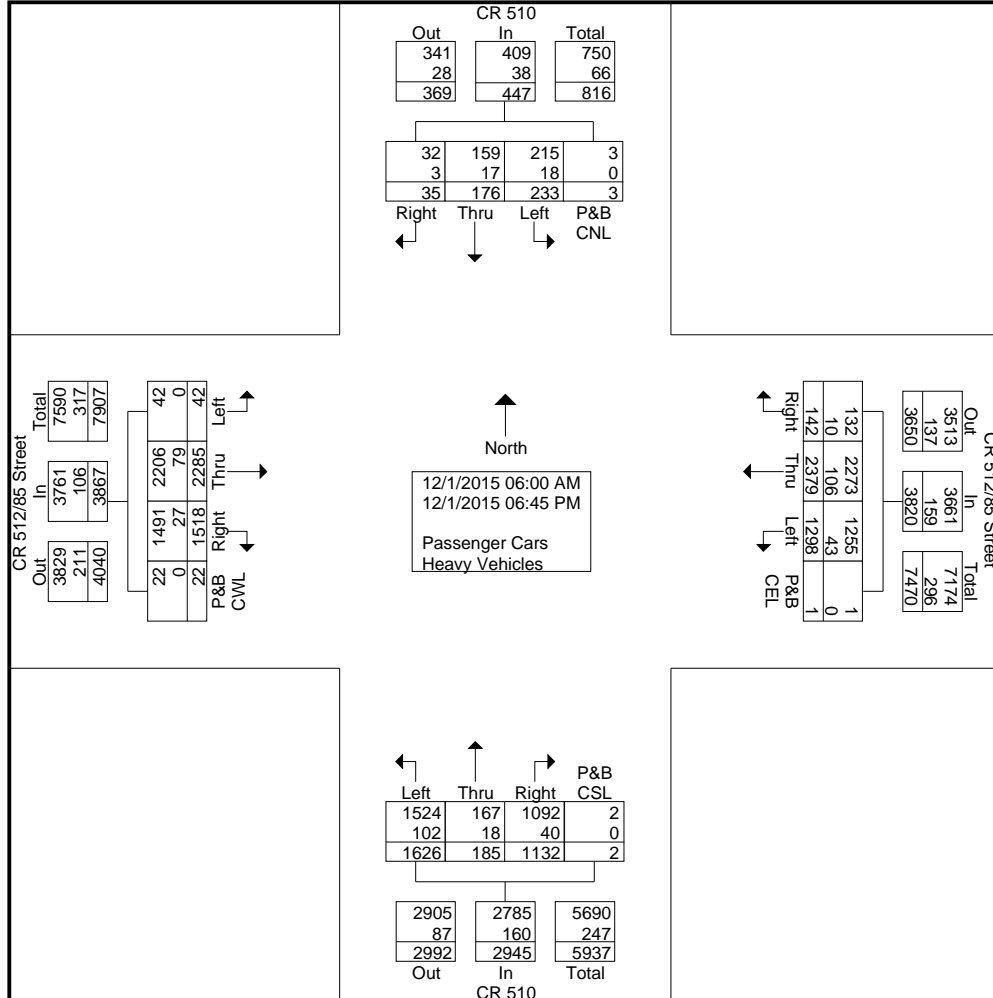 CR 510
Out In Total
341 409 750
28 38 66
369 447 816
32 159 215 3
3 17 18 0
35 176 233 3
Right Thru Left P&B
CNL
CR 512/85 Street
Total In Out
7590 3761 3829
317 106 211
7907 3867 4040
Left Thru Right P&B
CWL
42 2206 1491 22
0 79 27 0
42 2285 1518 22
North
12/1/2015 06:00 AM
12/1/2015 06:45 PM
Passenger Cars
Heavy Vehicles
Right Thru Left P&B
CEL
132 2273 1255 1
10 106 43 0
142 2379 1298 1
CR 512/85 Street
Out In Total
3513 3661 7174
137 159 296
3650 3820 7470
P&B
Left Thru Right CSL
1524 167 1092 2
102 18 40 0
1626 185 1132 2
2905 2785 5690
87 160 247
2992 2945 5937
Out In Total
CR 510